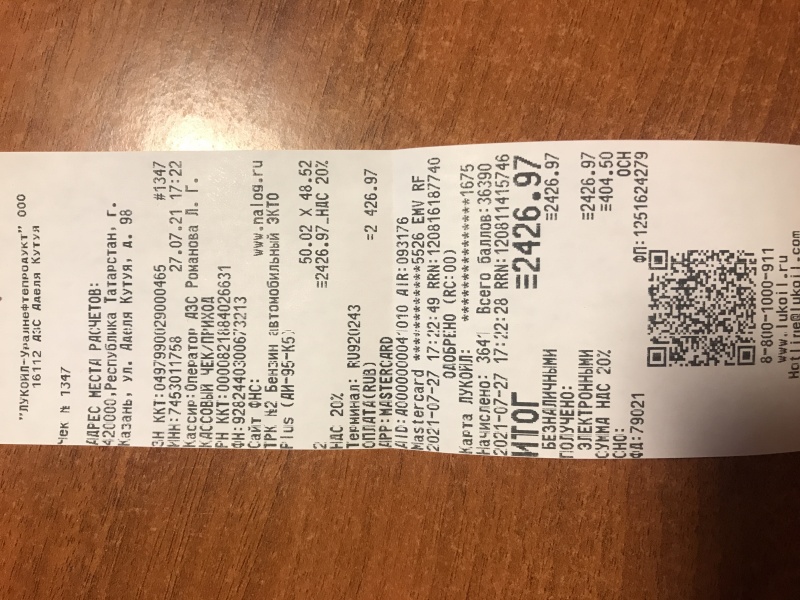 "ЛУКОЙЛ-Уралнефтепродукт" ООО
16112 АЗС Аделя Кутуя
Чек № 1347
АДРЕС МЕСТА РАСЧЕТОВ:
420000,Республика Татарстан, г.
Казань, ул. Аделя Кутуя, д. 98
ЗН ККТ:0497990029000465 #1347
ИНН:7453011758 27.07.21 17:22
Кассир:Оператор АЗС Романова Л. Г.
КАССОВЫЙ ЧЕК/ПРИХОД
РН ККТ:0000821884026631
ФН:9282440300673213
Сайт ФНС: www.nalog.ru
ТРК №2 Бензин автомобильный ЭКТО
Plus (АИ-95-К5)
50.02 X 48.52
2 ≡2426.97_НДС 20%
НДС 20% =2 426.97
Терминал: RU920243
ОПЛАТА(RUB)
APP:MASTERCARD
AID:A0000000041010 AIR:093176
Mastercard ************5526 EMV RF
2021-07-27 17:22:49 RRN:120816187740
ОДОБРЕНО (RC:00)
Карта ЛУКОЙЛ: ***************1675
Начислено: 3641 Всего баллов:36390
2021-07-27 17:22:28 RRN:120811415746
ИТОГ ≡2426.97
БЕЗНАЛИЧНЫМИ ≡2426.97
ПОЛУЧЕНО:
ЭЛЕКТРОННЫМИ ≡2426.97
СУММА НДС 20% ≡404.50
СНО: ОСН
ФД:79021 ФП:1251624279
8-800-1000-911
www.lukoil.ru
Hotline@lukoil.com